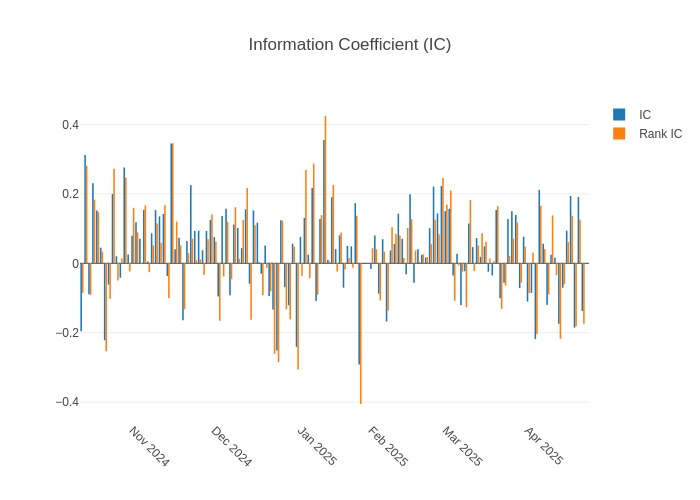 Information Coefficient (IC)
IC
Rank IC
0.4
0.2
0
−0.2
−0.4
Nov 2024
Dec 2024
Jan 2025
Feb 2025
Mar 2025
Apr 2025